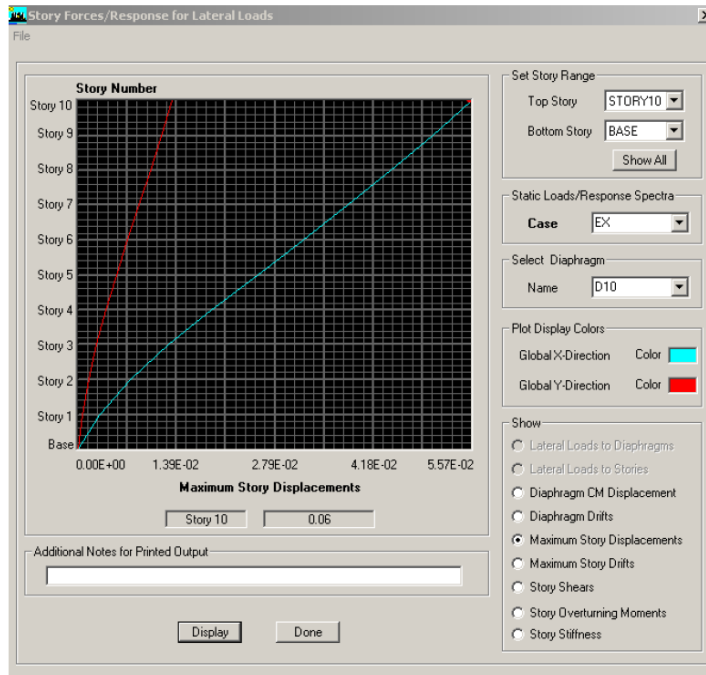 Story Forces/Response for Lateral Loads
File
Story Number
Story 10
Story 9
Story 8
Story 7
Story 6
Story 5
Story 4
Story 3
Story 2
Story 1
Base
0.00E+00 1.39E-02 2.79E-02 4.18E-02 5.57E-02
Maximum Story Displacements
Story 10 0.06
Additional Notes for Printed Output
Display Done
Set Story Range
Top Story STORY10
Bottom Story BASE
Show All
Static Loads/Response Spectra
Case EX
Select Diaphragm
Name D10
Plot Display Colors
Global X-Direction Color
Global Y-Direction Color
Show
Lateral Loads to Diaphragms
Lateral Loads to Stories
Diaphragm CM Displacement
Diaphragm Drifts
Maximum Story Displacements
Maximum Story Drifts
Story Shears
Story Overturning Moments
Story Stiffness